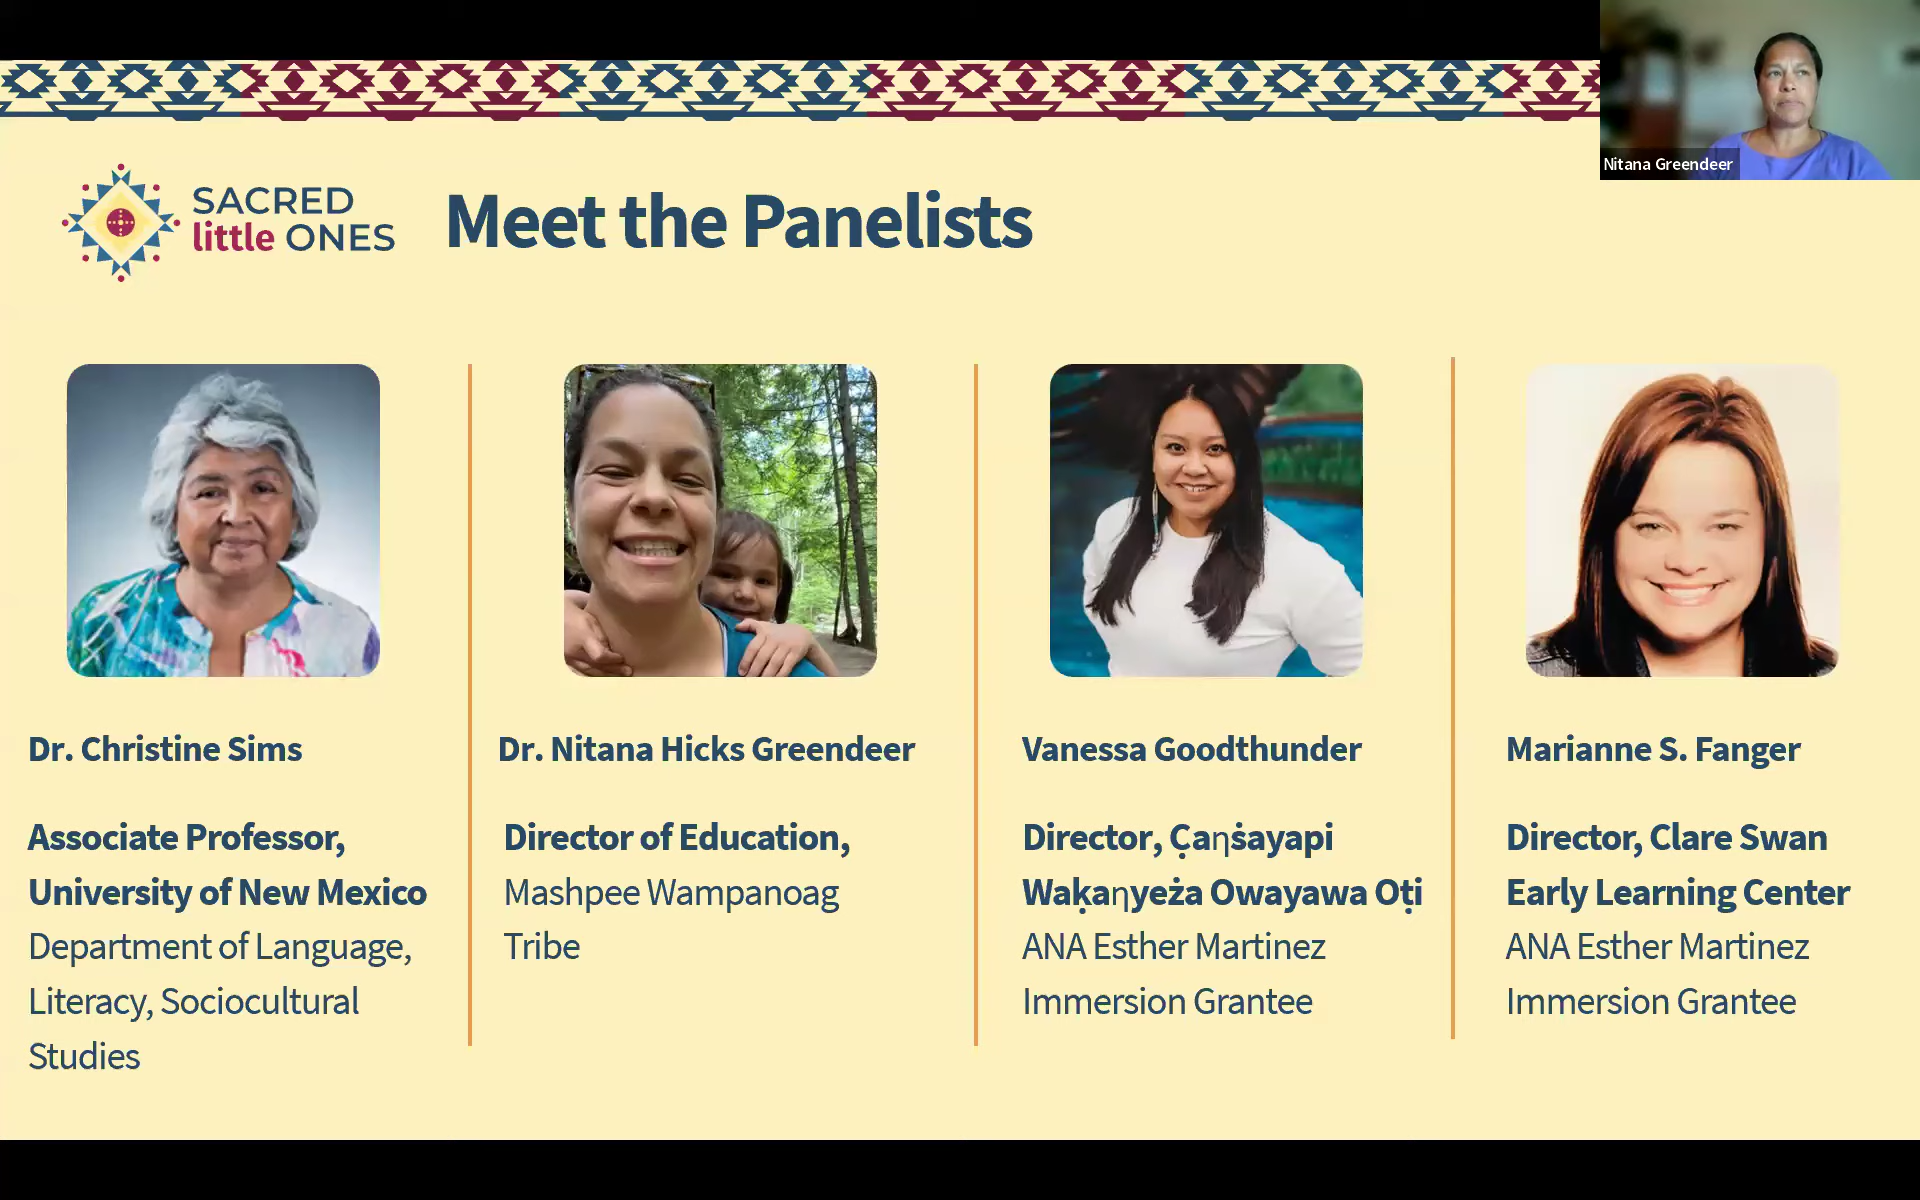 Nitana Greendeer
SACRED
little ONES
Meet the Panelists
Dr. Christine Sims
Associate Professor,
University of New Mexico
Department of Language,
Literacy, Sociocultural
Studies
Dr. Nitana Hicks Greendeer
Director of Education,
Mashpee Wampanoag
Tribe
Vanessa Goodthunder
Director, C̣aƞṡayapi
Waḳaƞyeża Owayawa Oṭi
ANA Esther Martinez
Immersion Grantee
Marianne S. Fanger
Director, Clare Swan
Early Learning Center
ANA Esther Martinez
Immersion Grantee